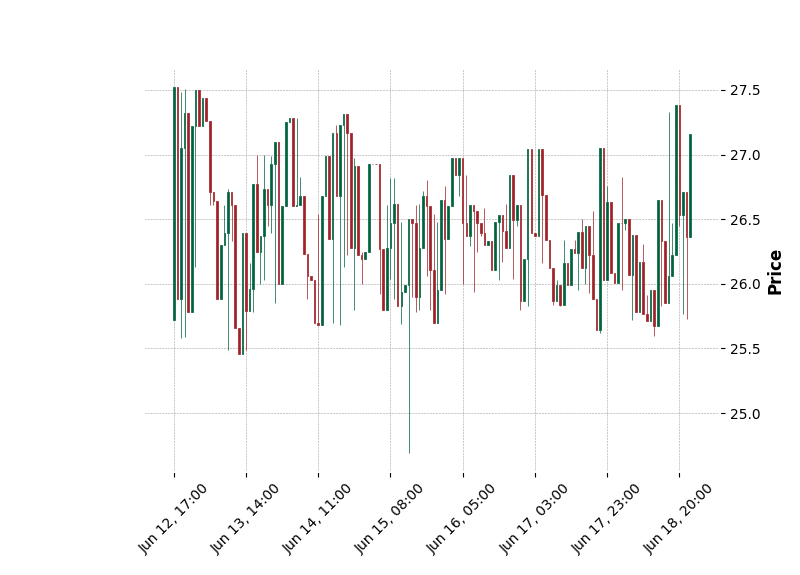 27.5
27.0
26.5
26.0
25.5
25.0
Price
Jun 12, 17:00
Jun 13, 14:00
Jun 14, 11:00
Jun 15, 08:00
Jun 16, 05:00
Jun 17, 03:00
Jun 17, 23:00
Jun 18, 20:00